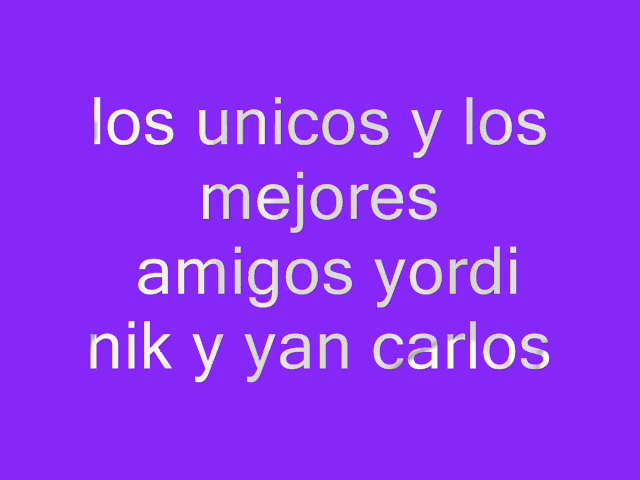 los unicos y los
mejores
amigos yordi
nik y yan carlos